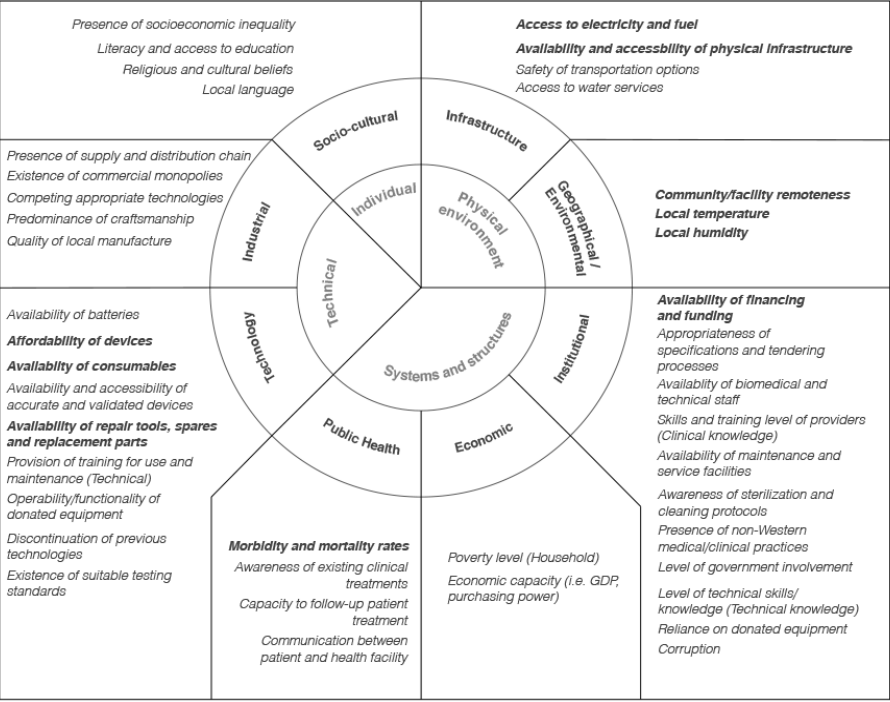 Presence of socioeconomic inequality
Literacy and access to education
Religious and cultural beliefs
Local language
Access to electricity and fuel
Availability and accessbility of physical infrastructure
Safety of transportation options
Access to water services
Socio-cultural
Infrastructure
Presence of supply and distribution chain
Existence of commercial monopolies
Competing appropriate technologies
Predominance of craftsmanship
Quality of local manufacture
Industrial
Individual
Physical
environment
Geographical /
Environmental
Community/facility remoteness
Local temperature
Local humidity
Technical
Systems and structures
Availability of batteries
Affordability of devices
Availablity of consumables
Availability and accessibility of
accurate and validated devices
Availability of repair tools, spares
and replacement parts
Provision of training for use and
maintenance (Technical)
Operability/functionality of
donated equipment
Discontinuation of previous
technologies
Existence of suitable testing
standards
Technology
Public Health
Economic
Institutional
Morbidity and mortality rates
Awareness of existing clinical
treatments
Capacity to follow-up patient
treatment
Communication between
patient and health facility
Poverty level (Household)
Economic capacity (i.e. GDP,
purchasing power)
Availability of financing
and funding
Appropriateness of
specifications and tendering
processes
Availablity of biomedical and
technical staff
Skills and training level of providers
(Clinical knowledge)
Availability of maintenance and
service facilities
Awareness of sterilization and
cleaning protocols
Presence of non-Western
medical/clinical practices
Level of government involvement
Level of technical skills/
knowledge (Technical knowledge)
Reliance on donated equipment
Corruption